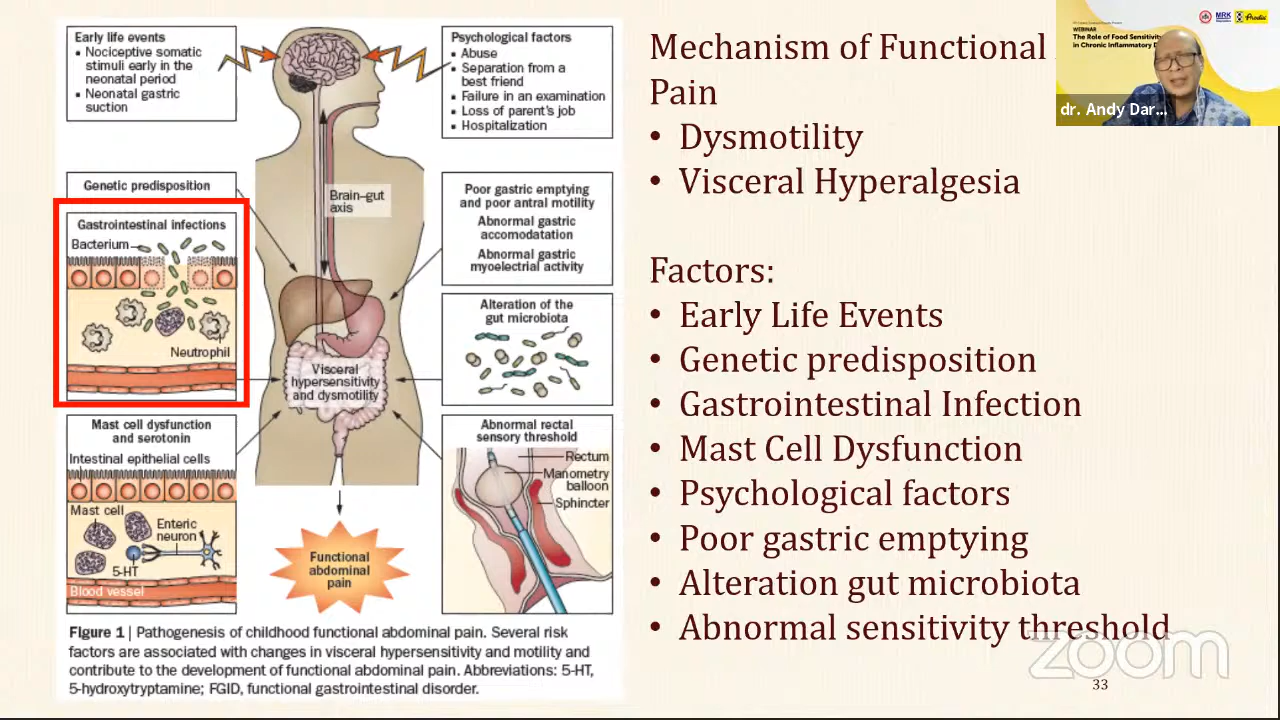 Early life events
▪ Nociceptive somatic
stimuli early in the
neonatal period
▪ Neonatal gastric
suction
Psychological factors
▪ Abuse
▪ Separation from a
best friend
▪ Failure in an examination
▪ Loss of parent's job
▪ Hospitalization
Genetic predisposition
Brain–gut
axis
Poor gastric emptying
and poor antral motility
Abnormal gastric
accomodatation
Abnormal gastric
myoelectrial activity
Gastrointestinal infections
Bacterium
Neutrophil
Alteration of the
gut microbiota
Visceral
hypersensitivity
and dysmotility
Mast cell dysfunction
and serotonin
Intestinal epithelial cells
Mast cell
Enteric
neuron
5-HT
Blood vessel
Abnormal rectal
sensory threshold
Rectum
Manometry
balloon
Sphincter
Functional
abdominal
pain
Figure 1 | Pathogenesis of childhood functional abdominal pain. Several risk
factors are associated with changes in visceral hypersensitivity and motility and
contribute to the development of functional abdominal pain. Abbreviations: 5-HT,
5-hydroxytryptamine; FGID, functional gastrointestinal disorder.
Mechanism of Functional
Pain
• Dysmotility
• Visceral Hyperalgesia
Factors:
• Early Life Events
• Genetic predisposition
• Gastrointestinal Infection
• Mast Cell Dysfunction
• Psychological factors
• Poor gastric emptying
• Alteration gut microbiota
• Abnormal sensitivity threshold
33
MRK
Prodia
WEBINAR
The Role of Food Sensitivity
in Chronic Inflammatory
dr. Andy Dar...
zoom